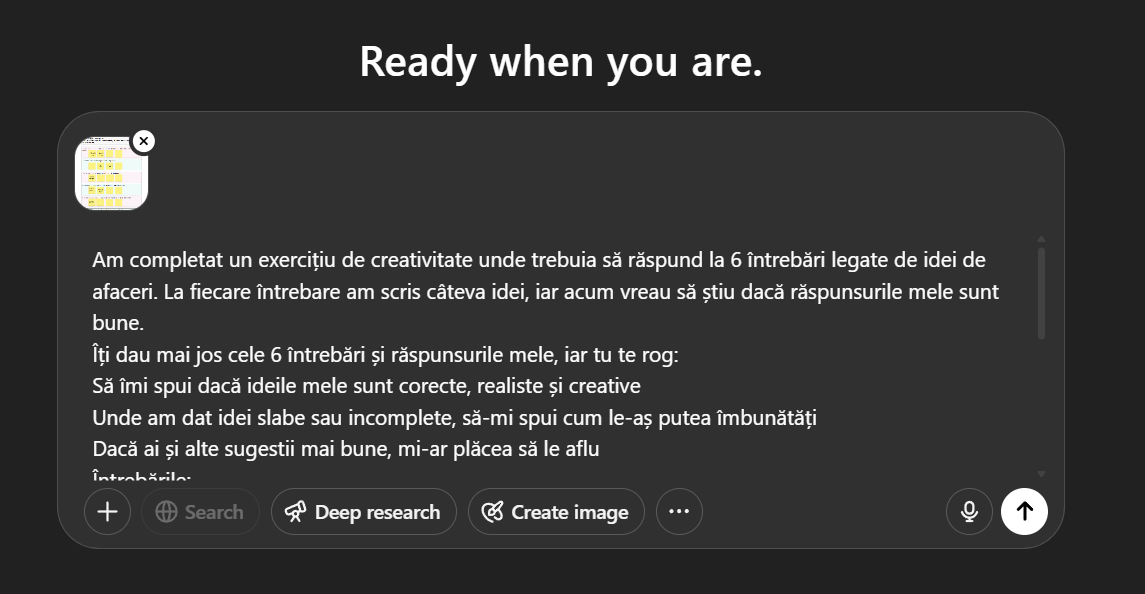 Ready when you are.
Am completat un exercițiu de creativitate unde trebuia să răspund la 6 întrebări legate de idei de
afaceri. La fiecare întrebare am scris câteva idei, iar acum vreau să știu dacă răspunsurile mele sunt
bune.
Îți dau mai jos cele 6 întrebări și răspunsurile mele, iar tu te rog:
Să îmi spui dacă ideile mele sunt corecte, realiste și creative
Unde am dat idei slabe sau incomplete, să-mi spui cum le-aș putea îmbunătăți
Dacă ai și alte sugestii mai bune, mi-ar plăcea să le aflu
Întrebările:
Search
Deep research
Create image